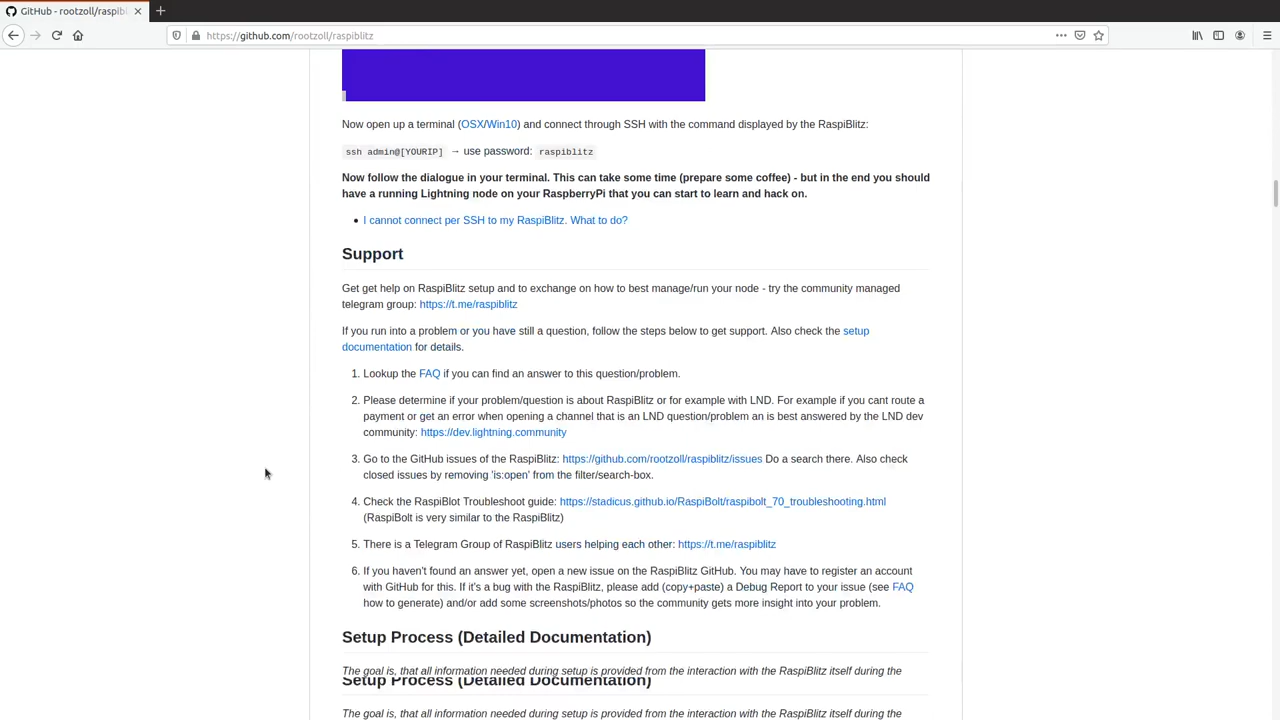 GitHub - rootzoll/raspibl
https://github.com/rootzoll/raspiblitz
Now open up a terminal (OSX/Win10) and connect through SSH with the command displayed by the RaspiBlitz:
ssh admin@[YOURIP] → use password: raspiblitz
Now follow the dialogue in your terminal. This can take some time (prepare some coffee) - but in the end you should
have a running Lightning node on your RaspberryPi that you can start to learn and hack on.
• I cannot connect per SSH to my RaspiBlitz. What to do?
Support
Get get help on RaspiBlitz setup and to exchange on how to best manage/run your node - try the community managed
telegram group: https://t.me/raspiblitz
If you run into a problem or you have still a question, follow the steps below to get support. Also check the setup
documentation for details.
1. Lookup the FAQ if you can find an answer to this question/problem.
2. Please determine if your problem/question is about RaspiBlitz or for example with LND. For example if you cant route a
payment or get an error when opening a channel that is an LND question/problem an is best answered by the LND dev
community: https://dev.lightning.community
3. Go to the GitHub issues of the RaspiBlitz: https://github.com/rootzoll/raspiblitz/issues Do a search there. Also check
closed issues by removing 'is:open' from the filter/search-box.
4. Check the RaspiBlot Troubleshoot guide: https://stadicus.github.io/RaspiBolt/raspibolt_70_troubleshooting.html
(RaspiBolt is very similar to the RaspiBlitz)
5. There is a Telegram Group of RaspiBlitz users helping each other: https://t.me/raspiblitz
6. If you haven't found an answer yet, open a new issue on the RaspiBlitz GitHub. You may have to register an account
with GitHub for this. If it's a bug with the RaspiBlitz, please add (copy+paste) a Debug Report to your issue (see FAQ
how to generate) and/or add some screenshots/photos so the community gets more insight into your problem.
Setup Process (Detailed Documentation)
The goal is, that all information needed during setup is provided from the interaction with the RaspiBlitz itself during the
Setup Process (Detailed Documentation)
The goal is, that all information needed during setup is provided from the interaction with the RaspiBlitz itself during the